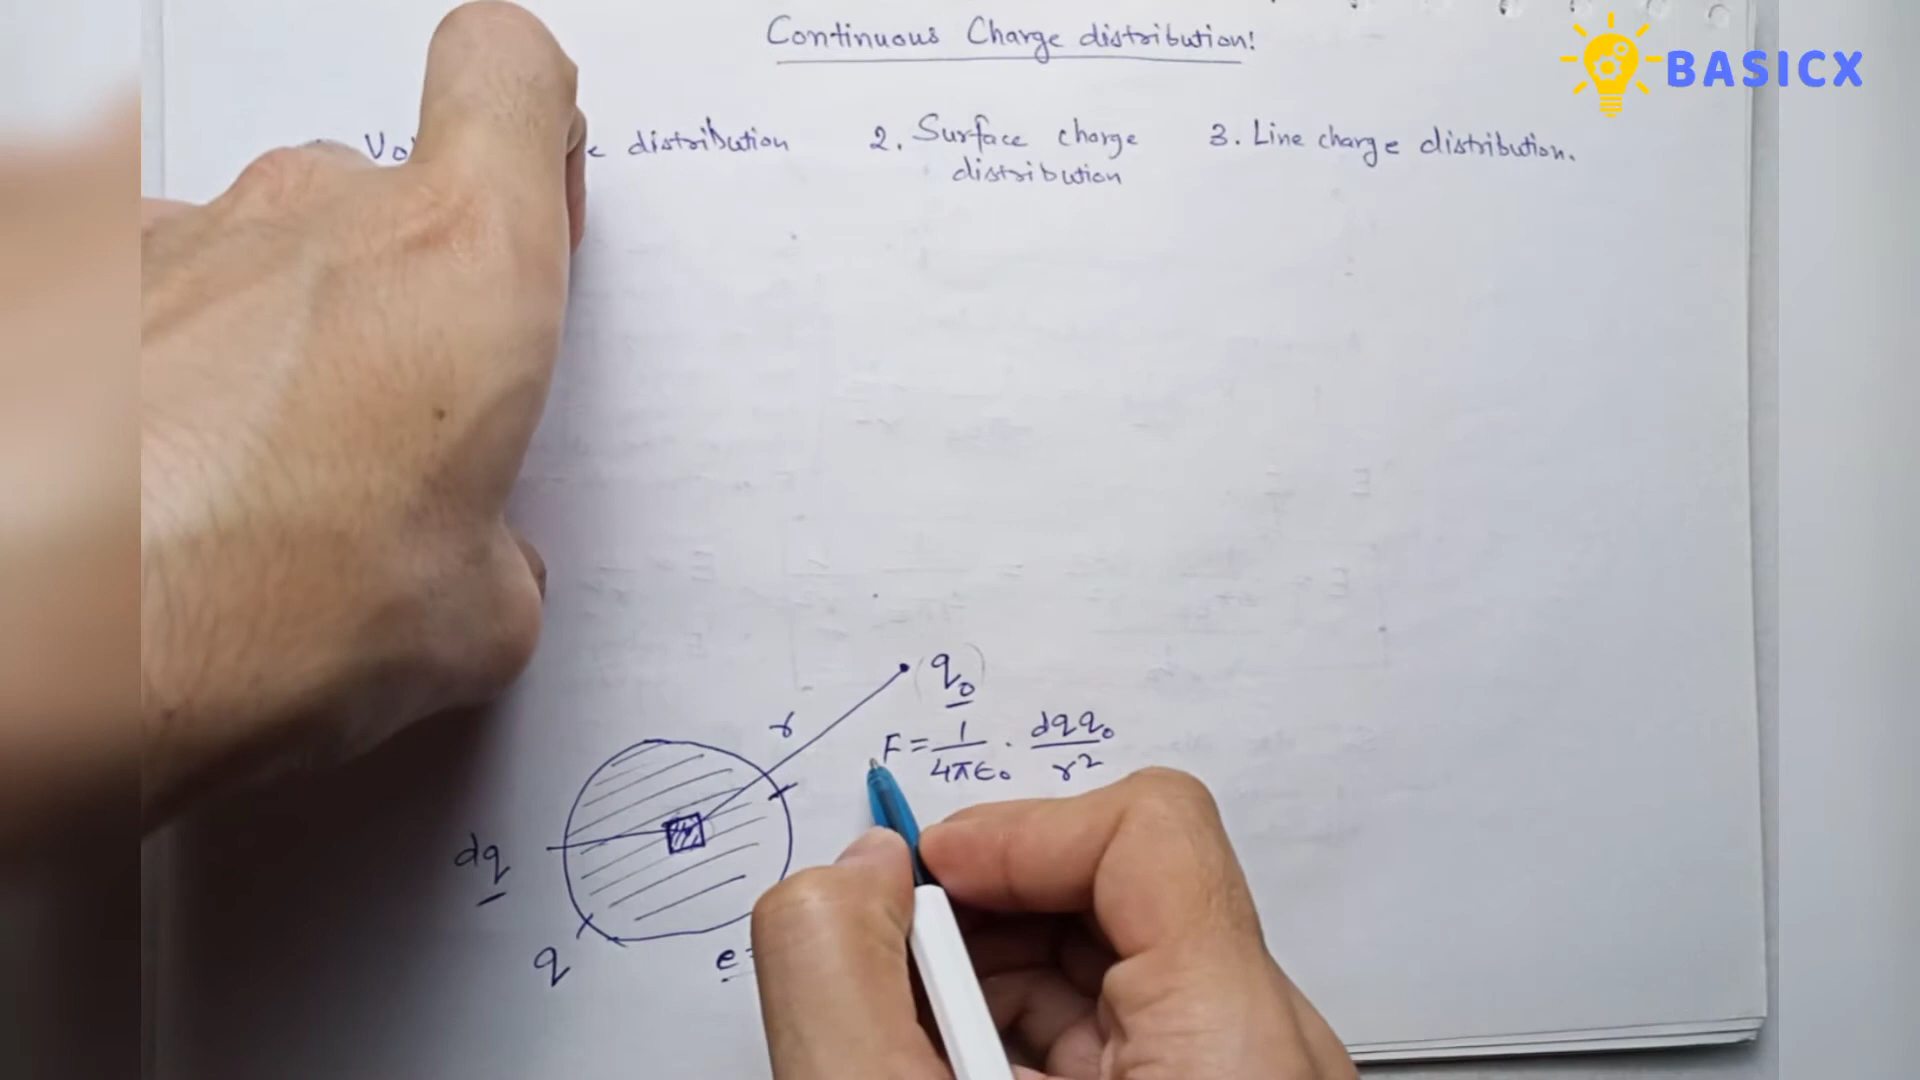 Continuous Charge distribution!
BASICX
distribution 2. Surface charge distribution 3. Line charge distribution.
q₀
r
F = 1/4πϵ₀ · dqq₀/r²
dq
q
e